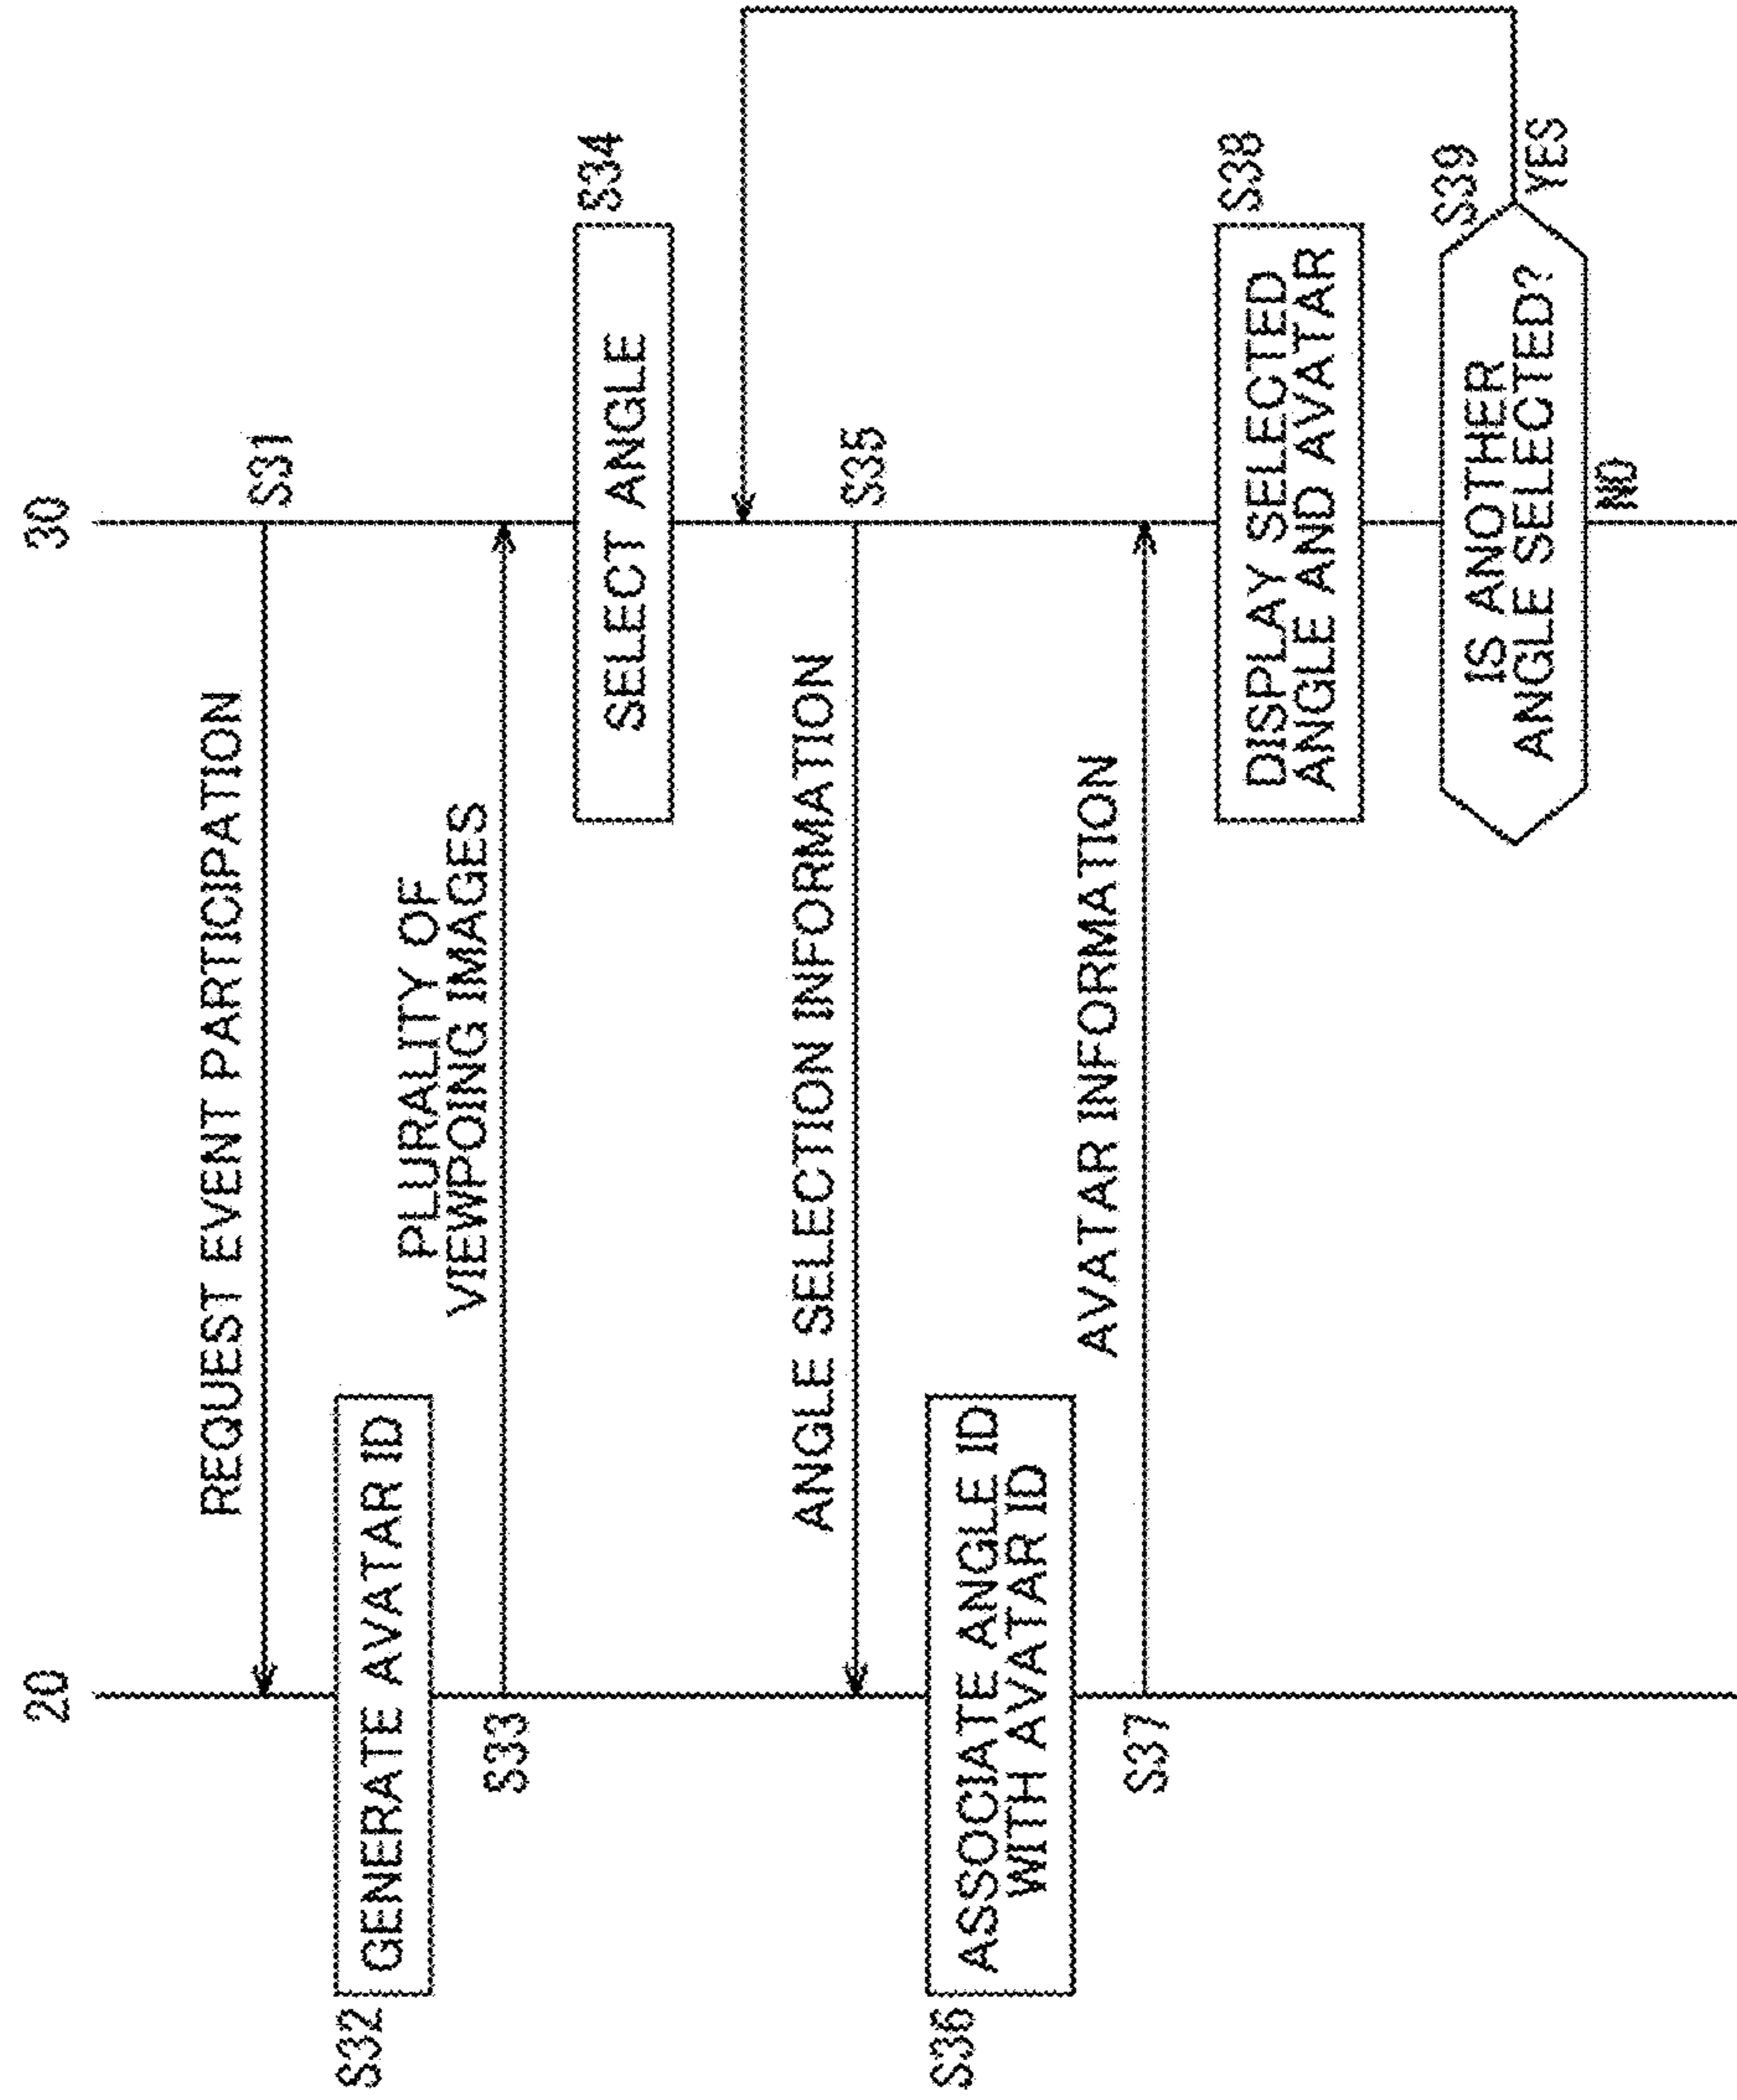 20
30
REQUEST EVENT PARTICIPATION
S31
S32
GENERATE AVATAR ID
PLURALITY OF
VIEWPOING IMAGES
S33
SELECT ANGLE
S34
ANGLE SELECTION INFORMATION
S35
S36
ASSOCIATE ANGLE ID
WITH AVATAR ID
AVATAR INFORMATION
S37
DISPLAY SELECTED
ANGLE AND AVATAR
S38
IS ANOTHER
ANGLE SELECTED?
S39
YES
NO